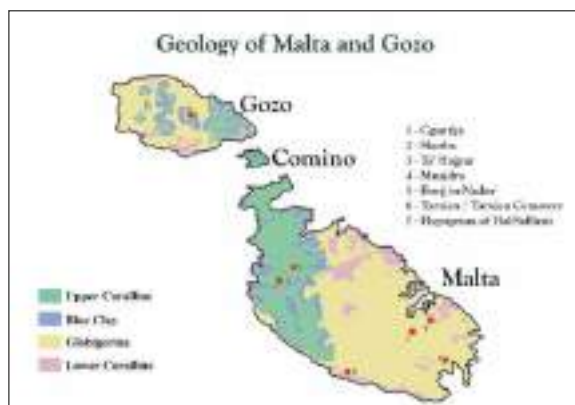 Geology of Malta and Gozo
Gozo
Comino
1 - Ggantija
2 - Skorba
3 - Ta' Hagrat
4 - Mnajdra
5 - Borg in-Nadur
6 - Tarxien / Tarxien Cemetery
7 - Hypogeum of Hal Saflieni
Malta
Upper Coralline
Blue Clay
Globigerina
Lower Coralline